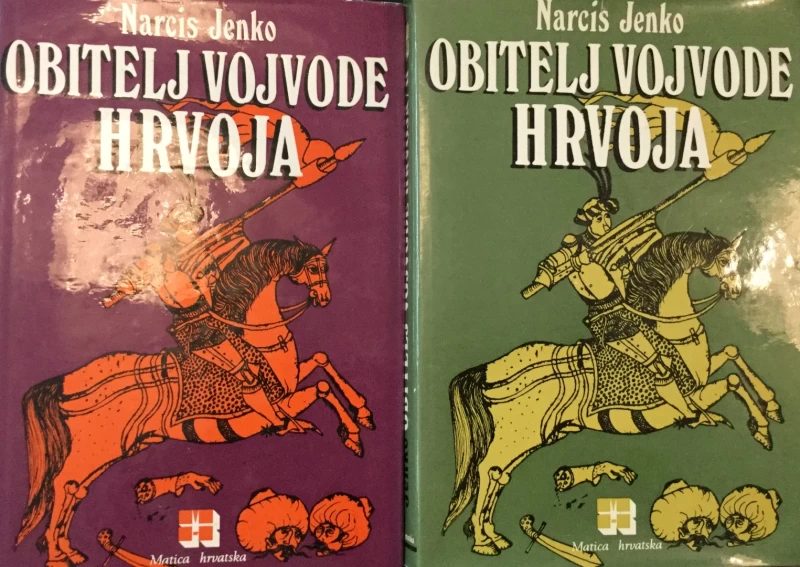 Narcis Jenko
OBITELJ VOJVODE
HRVOJA
Matica hrvatska
Narcis Jenko
OBITELJ VOJVODE
HRVOJA
Matica hrvatska